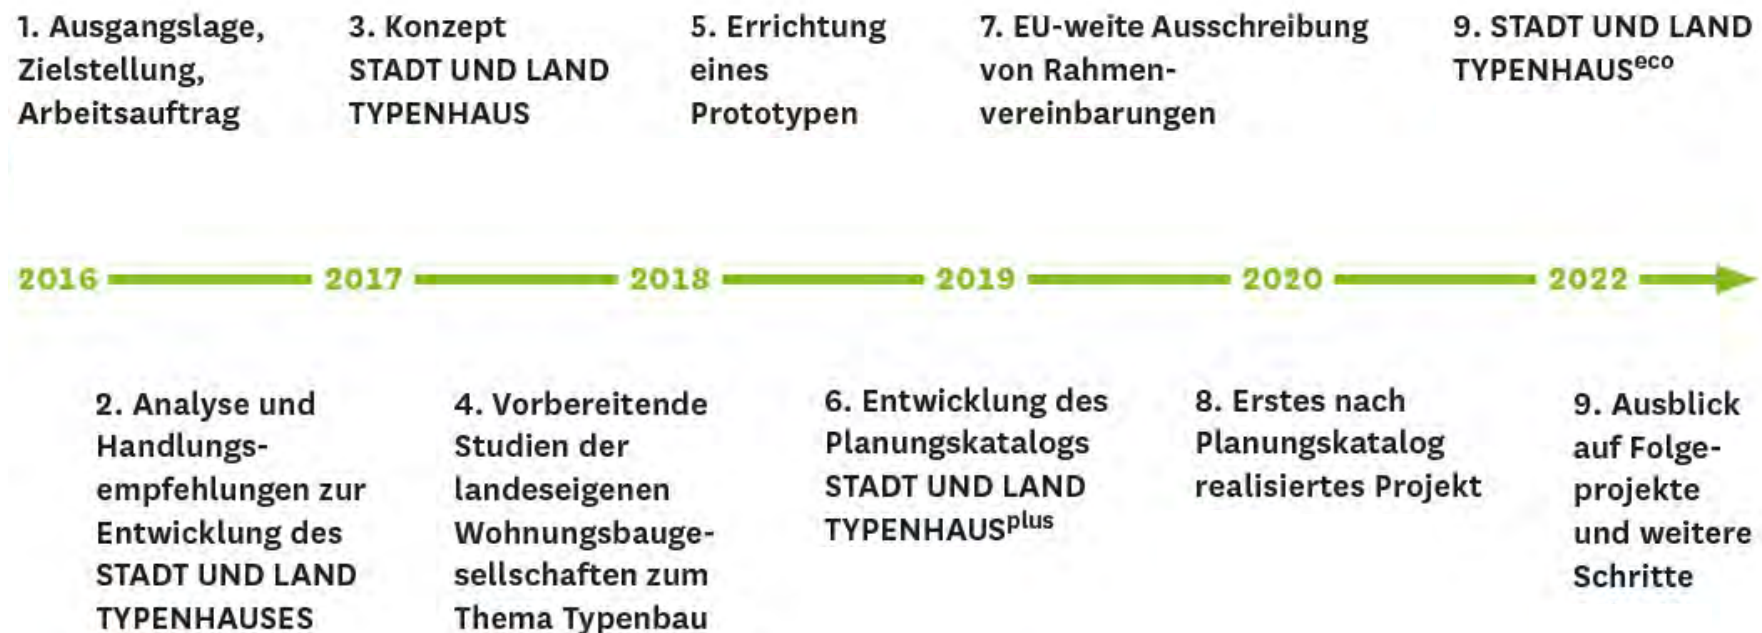 1. Ausgangslage,
Zielstellung,
Arbeitsauftrag
3. Konzept
STADT UND LAND
TYPENHAUS
5. Errichtung
eines
Prototypen
7. EU-weite Ausschreibung
von Rahmen-
vereinbarungen
9. STADT UND LAND
TYPENHAUSeco
2016 2017 2018 2019 2020 2022
2. Analyse und
Handlungs-
empfehlungen zur
Entwicklung des
STADT UND LAND
TYPENHAUSES
4. Vorbereitende
Studien der
landeseigenen
Wohnungsbauge-
sellschaften zum
Thema Typenbau
6. Entwicklung des
Planungskatalogs
STADT UND LAND
TYPENHAUSplus
8. Erstes nach
Planungskatalog
realisiertes Projekt
9. Ausblick
auf Folge-
projekte
und weitere
Schritte